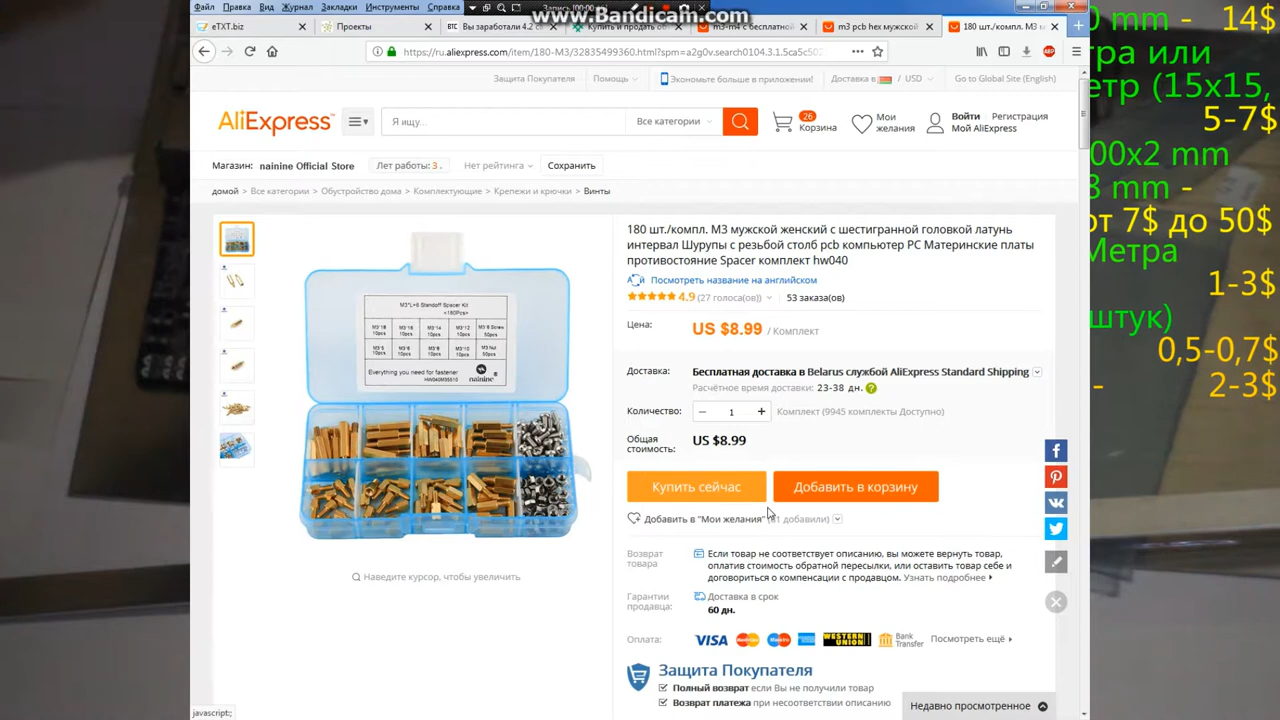 Файл Правка Вид Журнал Закладки Инструменты Справка
www.Bandicam.com
eTXT.biz
Проекты
Вы заработали 4.2
Купить и продать
m3-m4 с бесплатной
m3 pcb hex мужской
180 шт./компл. M3 м
https://ru.aliexpress.com/item/180-M3/32835499360.html?spm=a2g0v.search0104.3.1.5ca5c502
Защита Покупателя
Помощь
Экономьте больше в приложении!
Доставка в / USD
Go to Global Site (English)
AliExpress
Я ищу...
Все категории
26
Корзина
Мои желания
Войти
Регистрация
Мой AliExpress
Магазин: nainine Official Store
Лет работы: 3 .
Нет рейтинга
Сохранить
домой > Все категории > Обустройство дома > Комплектующие > Крепежи и крючки > Винты
180 шт./компл. M3 мужской женский с шестигранной головкой латунь
интервал Шурупы с резьбой столб pcb компьютер PC Материнские платы
противостояние Spacer комплект hw040
Посмотреть название на английском
4.9 (27 голоса(ов))
53 заказа(ов)
Цена:
US $8.99 / Комплект
Доставка:
Бесплатная доставка в Belarus службой AliExpress Standard Shipping
Расчётное время доставки: 23-38 дн.
Количество:
− 1 +
Комплект (9945 комплекты Доступно)
Общая
стоимость:
US $8.99
Купить сейчас
Добавить в корзину
Добавить в "Мои желания"
1 добавили)
Возврат
товара
Если товар не соответствует описанию, вы можете вернуть товар,
оплатив стоимость обратной пересылки, или оставить товар себе и
договориться о компенсации с продавцом. Узнать подробнее
Гарантии
продавца:
Доставка в срок
60 дн.
Оплата:
VISA
MasterCard
Maestro
WESTERN UNION
Bank Transfer
Посмотреть ещё
Защита Покупателя
Полный возврат если Вы не получили товар
Возврат платежа при несоответствии описанию
Недавно просмотренное
javascript:;
Наведите курсор, чтобы увеличить
M3*L+6 Standoff Spacer Kit
Everything you need for fastener
nainine
0 mm - 14$
тра или
етр (15x15,
5-7$
00x2 mm
8 mm -
от 7$ до 50$
Метра
1-3$
штук)
0,5-0,7$
- 2-3$